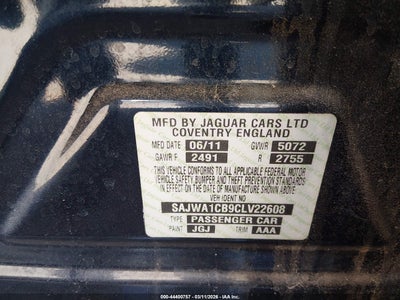 MFD BY JAGUAR CARS LTD
COVENTRY ENGLAND
MFD DATE 06/11 GVWR 5072
GAWR F 2491 R 2755
THIS VEHICLE CONFORMS TO ALL APPLICABLE FEDERAL MOTOR
VEHICLE SAFETY BUMPER AND THEFT PREVENTION
STANDARDS IN EFFECT ON THE DATE OF
MANUFACTURE SHOWN ABOVE
VEH IDENT NO
SAJWA1CB9CLV22608
TYPE PASSENGER CAR
PAINT JGJ TRIM AAA
000-44400757 - 03/11/2026 - IAA